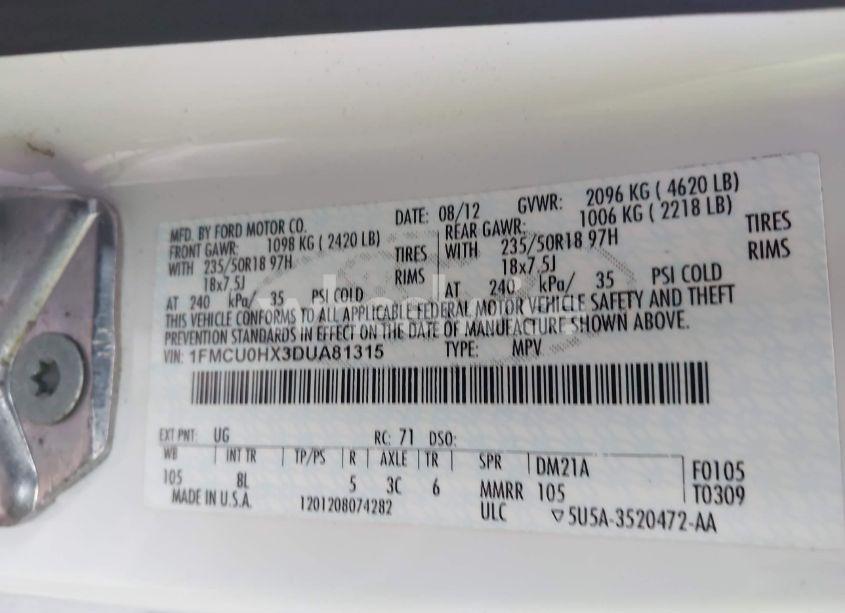 MFD. BY FORD MOTOR CO. DATE: 08/12 GVWR: 2096 KG ( 4620 LB)
FRONT GAWR: 1098 KG ( 2420 LB) REAR GAWR: 1006 KG ( 2218 LB)
WITH 235/50R18 97H TIRES WITH 235/50R18 97H TIRES
18x7.5J RIMS 18x7.5J RIMS
AT 240 kPa/ 35 PSI COLD AT 240 kPa/ 35 PSI COLD
THIS VEHICLE CONFORMS TO ALL APPLICABLE FEDERAL MOTOR VEHICLE SAFETY AND THEFT
PREVENTION STANDARDS IN EFFECT ON THE DATE OF MANUFACTURE SHOWN ABOVE.
VIN: 1FMCU0HX3DUA81315 TYPE: MPV
EXT PNT: UG RC: 71 DSO:
WB INT TR TP/PS R AXLE TR SPR DM21A F0105
105 8L 5 3C 6 MMRR 105 T0309
MADE IN U.S.A. 1201208074282 ULC ▽5U5A-3520472-AA